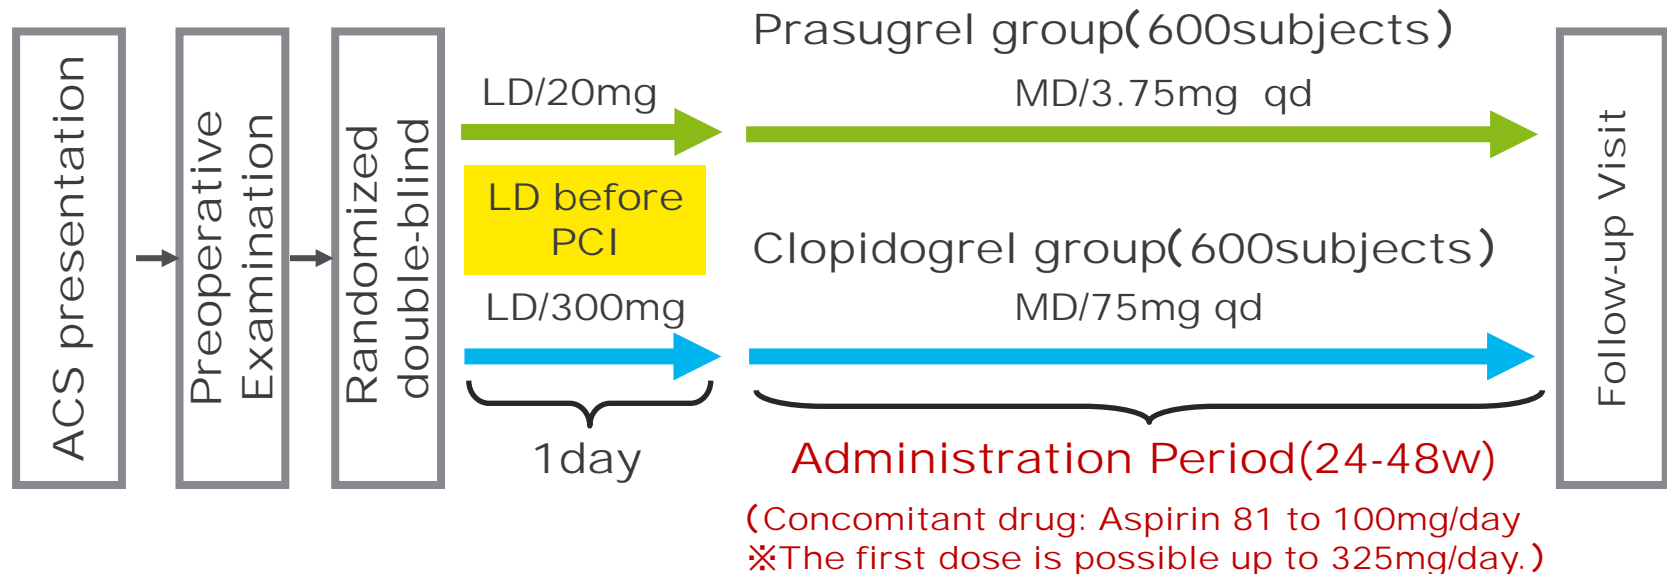 ACS presentation
Preoperative
Examination
Randomized
double-blind
Prasugrel group(600subjects)
LD/20mg
MD/3.75mg qd
LD before
PCI
Clopidogrel group(600subjects)
LD/300mg
MD/75mg qd
1day
Administration Period(24-48w)
(Concomitant drug: Aspirin 81 to 100mg/day
※The first dose is possible up to 325mg/day.)
Follow-up Visit